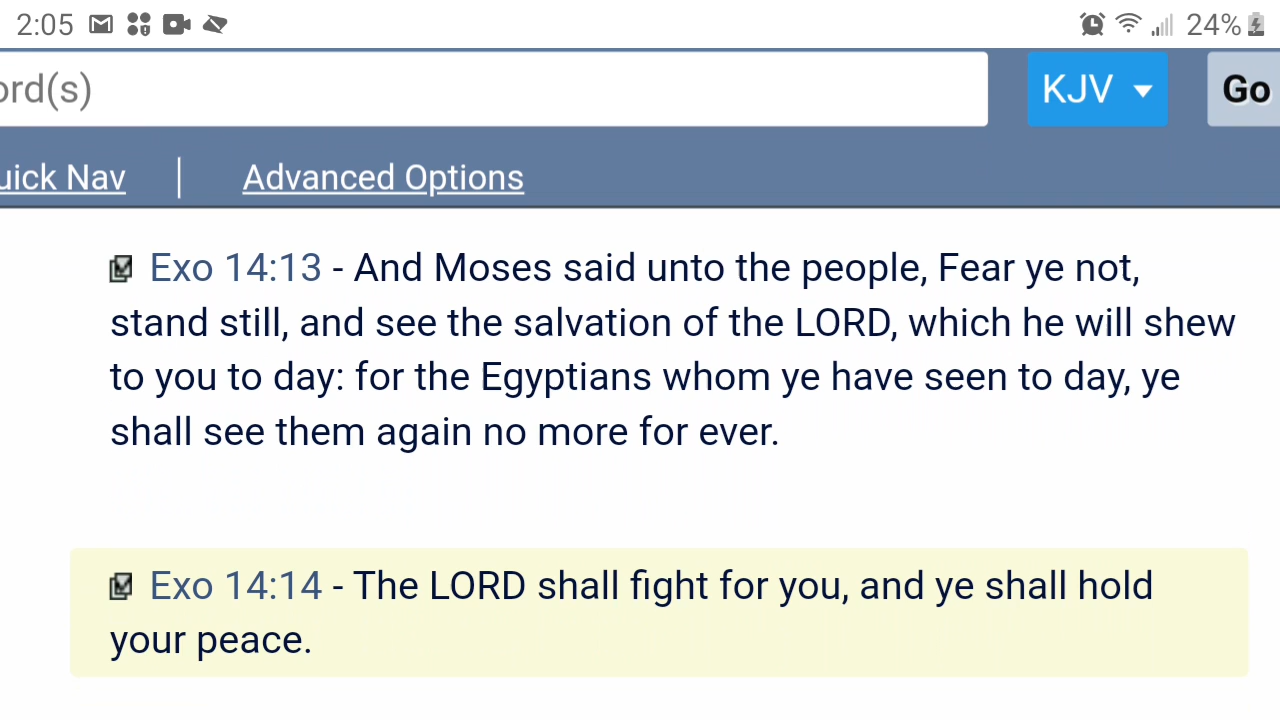 2:05 24%
ord(s) KJV Go
uick Nav | Advanced Options
Exo 14:13 - And Moses said unto the people, Fear ye not,
stand still, and see the salvation of the LORD, which he will shew
to you to day: for the Egyptians whom ye have seen to day, ye
shall see them again no more for ever.
Exo 14:14 - The LORD shall fight for you, and ye shall hold
your peace.